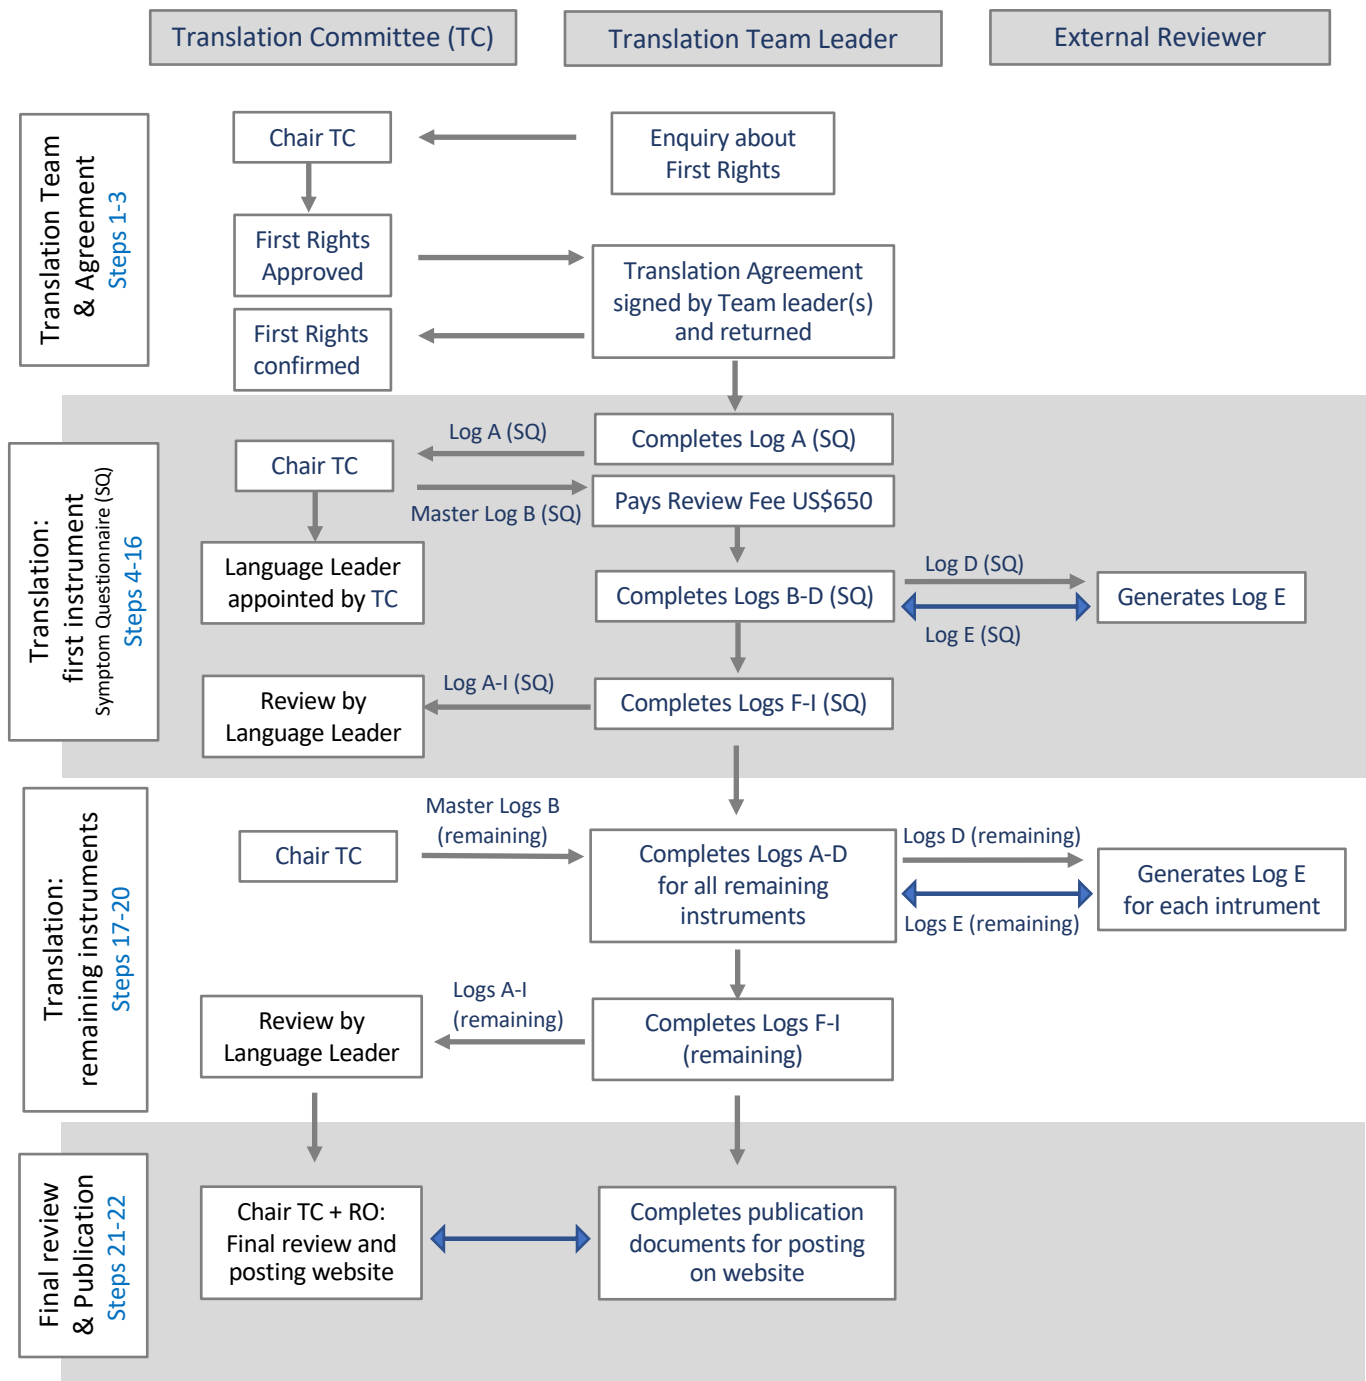 Translation Committee (TC)
Translation Team Leader
External Reviewer
Translation Team
& Agreement
Steps 1-3
Chair TC
Enquiry about
First Rights
First Rights
Approved
Translation Agreement
signed by Team leader(s)
and returned
First Rights
confirmed
Translation:
first instrument
Symptom Questionnaire (SQ)
Steps 4-16
Log A (SQ)
Completes Log A (SQ)
Chair TC
Master Log B (SQ)
Pays Review Fee US$650
Language Leader
appointed by TC
Completes Logs B-D (SQ)
Log D (SQ)
Log E (SQ)
Generates Log E
Log A-I (SQ)
Review by
Language Leader
Completes Logs F-I (SQ)
Translation:
remaining instruments
Steps 17-20
Master Logs B
(remaining)
Chair TC
Completes Logs A-D
for all remaining
instruments
Logs D (remaining)
Logs E (remaining)
Generates Log E
for each intrument
Logs A-I
(remaining)
Review by
Language Leader
Completes Logs F-I
(remaining)
Final review
& Publication
Steps 21-22
Chair TC + RO:
Final review and
posting website
Completes publication
documents for posting
on website